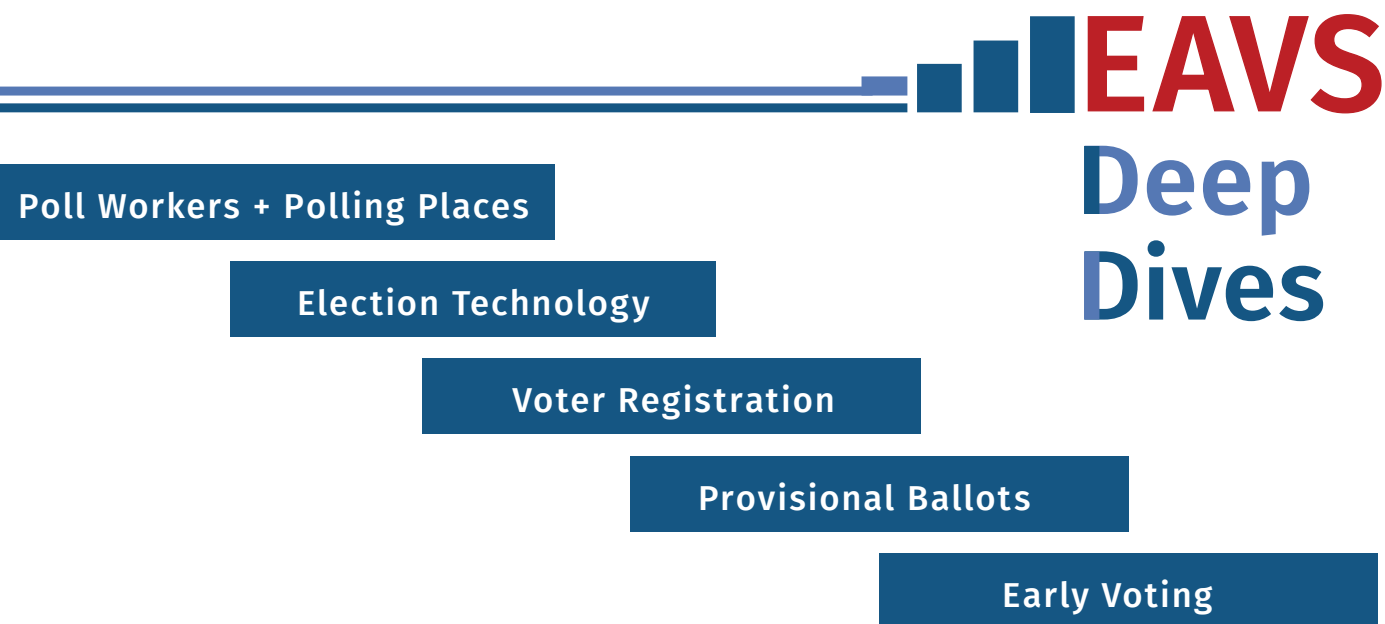 EAVS
Deep
Dives
Poll Workers + Polling Places
Election Technology
Voter Registration
Provisional Ballots
Early Voting